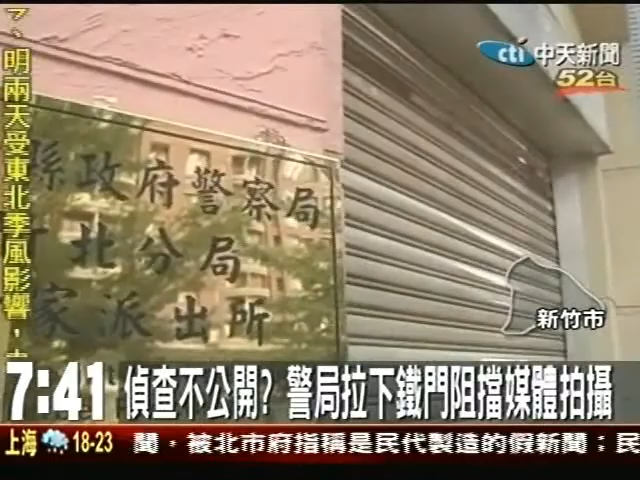 cti 中天新聞
52台
明兩天受東北季風影響，
縣政府警察局
北分局
家派出所
新竹市
7:41 偵查不公開？警局拉下鐵門阻擋媒體拍攝
上海 18-23 聞，被北市府指稱是民代製造的假新聞；民